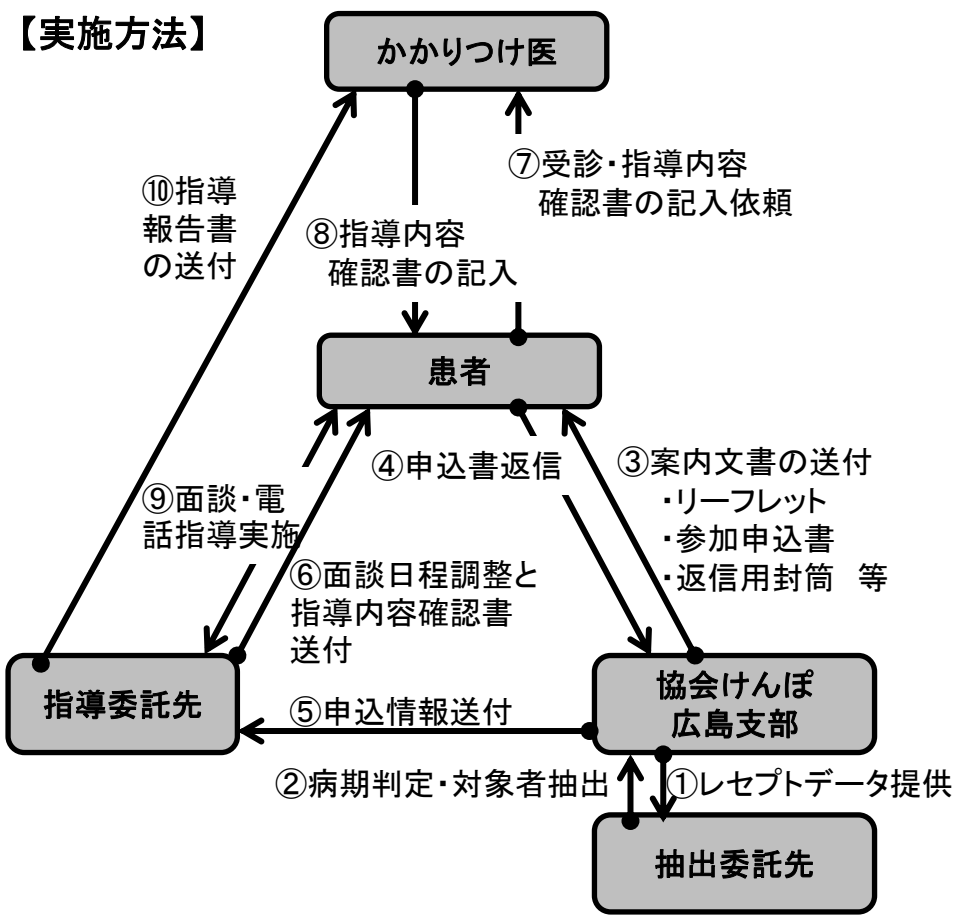 【実施方法】
かかりつけ医
⑦受診・指導内容
確認書の記入依頼
⑩指導
報告書
の送付
⑧指導内容
確認書の記入
患者
④申込書返信
③案内文書の送付
・リーフレット
・参加申込書
・返信用封筒　等
⑨面談・電
話指導実施
⑥面談日程調整と
指導内容確認書
送付
指導委託先
⑤申込情報送付
協会けんぽ
広島支部
②病期判定・対象者抽出
①レセプトデータ提供
抽出委託先